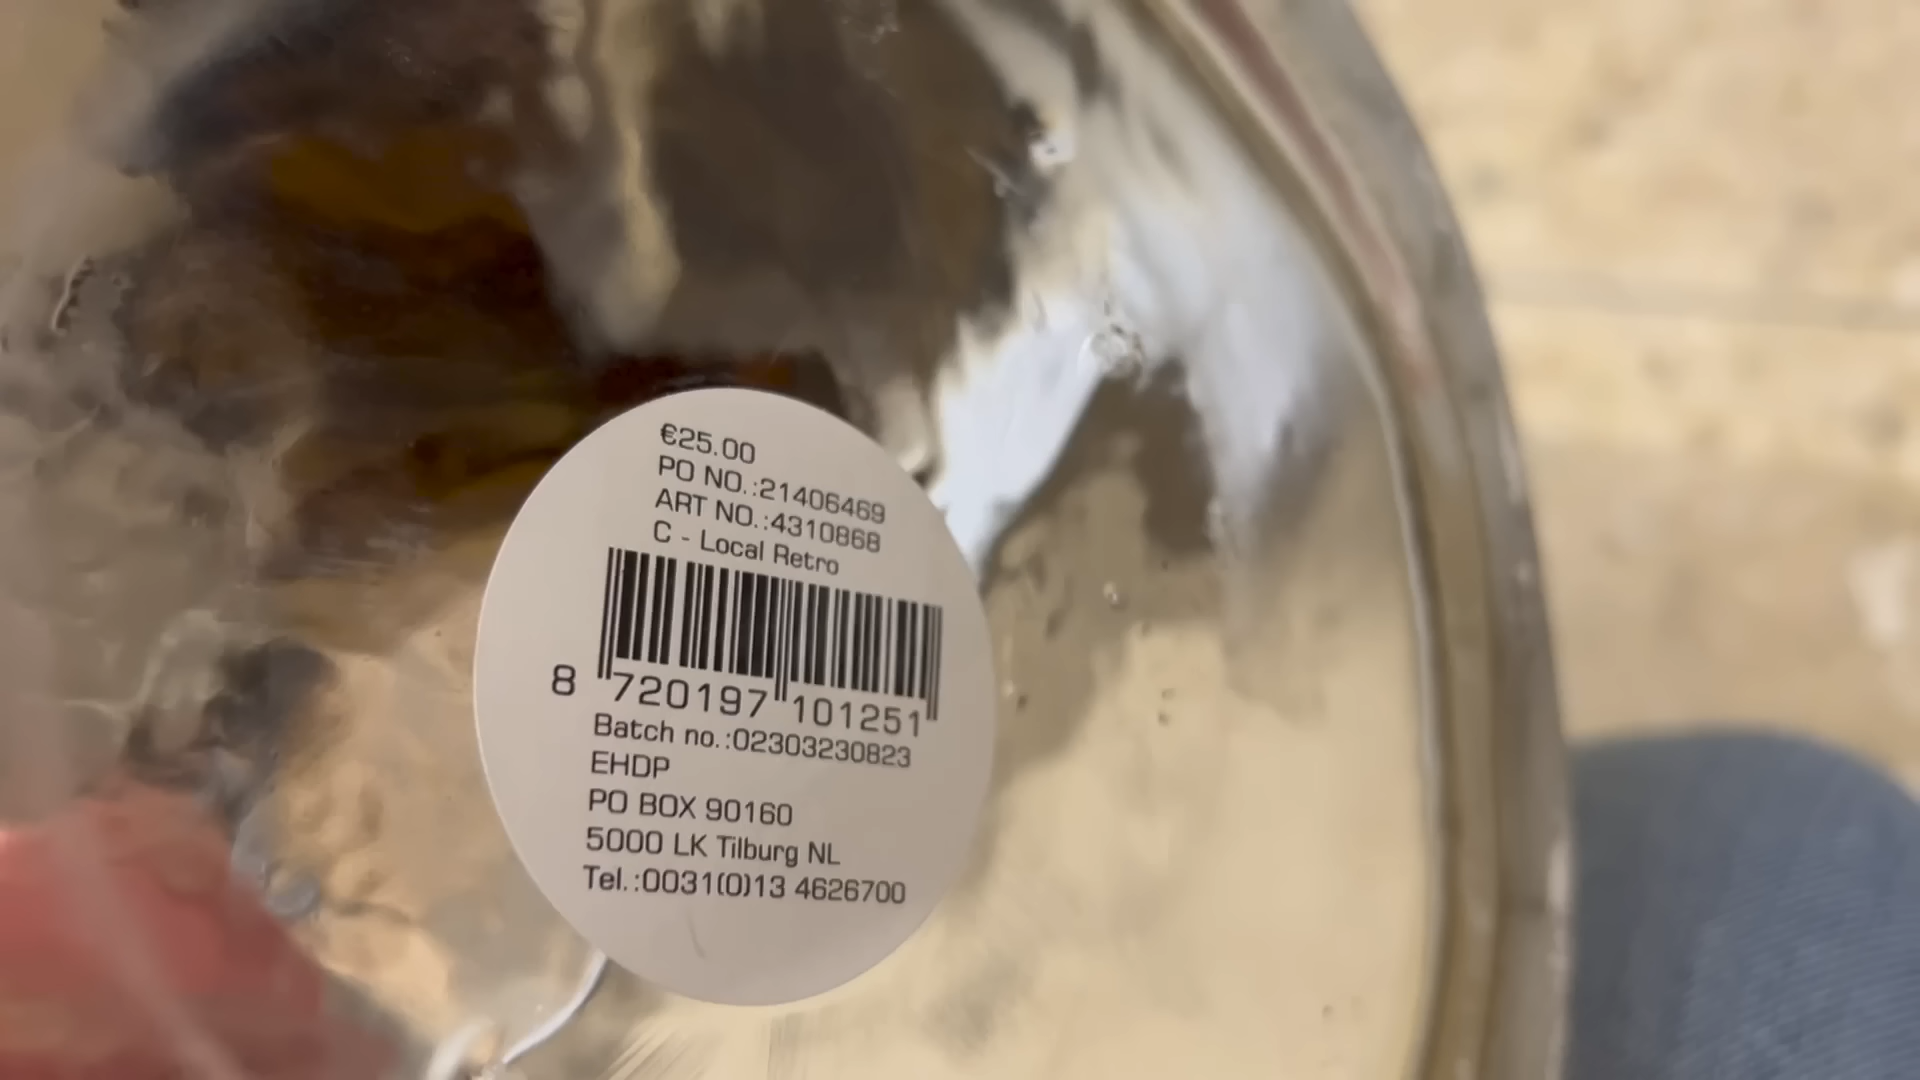 €25.00
PO NO.:21406469
ART NO.:4310868
C - Local Retro
8 720197 101251
Batch no.:02303230823
EHDP
PO BOX 90160
5000 LK Tilburg NL
Tel.:0031(0)13 4626700